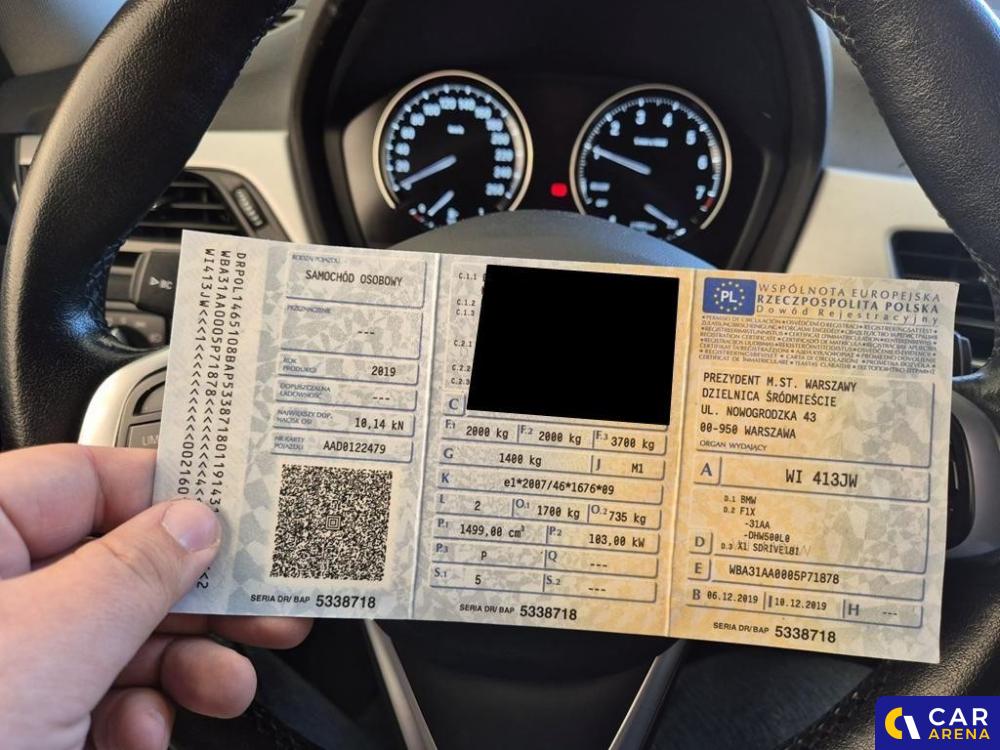 DRPOL1465108BAP53387180119143
WBA31AA0005P71878<<<<<<<<
WI413JW<<<1<<<
002160
RODZAJ POJAZDU
SAMOCHÓD OSOBOWY
PRZEZNACZENIE
---
ROK PRODUKCJI
2019
DOPUSZCZALNA
ŁADOWNOŚĆ
---
NAJWIĘKSZY DOP.
NACISK OSI
10,14 kN
NR KARTY
POJAZDU
AAD0122479
SERIA DR/ BAP 5338718
C.1.1
C.1.2
C.1.3
C.2.1
C.2.2
C.2.3
C
F.1 2000 kg F.2 2000 kg F.3 3700 kg
G 1400 kg J M1
K e1*2007/46*1676*09
L 2 O.1 1700 kg O.2 735 kg
P.1 1499,00 cm³ P.2 103,00 kW
P.3 P Q ---
S.1 5 S.2 ---
SERIA DR/ BAP 5338718
PL
WSPÓLNOTA EUROPEJSKA
RZECZPOSPOLITA POLSKA
Dowód Rejestracyjny
PREZYDENT M.ST. WARSZAWY
DZIELNICA ŚRÓDMIEŚCIE
UL. NOWOGRODZKA 43
00-950 WARSZAWA
ORGAN WYDAJĄCY
A WI 413JW
D.1 BMW
D.2 F1X
-31AA
-DHW500L0
D
D.3 X1 SDRIVE18I
E WBA31AA0005P71878
B 06.12.2019 I 10.12.2019 H ---
SERIA DR/BAP 5338718
CAR
ARENA